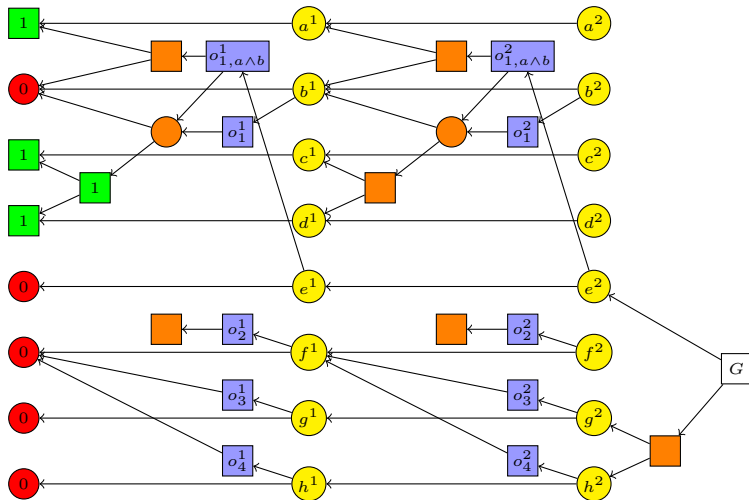 1 a¹ a²
o¹₁,ₐ∧b o²₁,ₐ∧b
0 b¹ b²
o¹₁ o²₁
1 c¹ c²
1
1 d¹ d²
0 e¹ e²
o¹₂ o²₂
0 f¹ f²
G
o¹₃ o²₃
0 g¹ g²
o¹₄ o²₄
0 h¹ h²